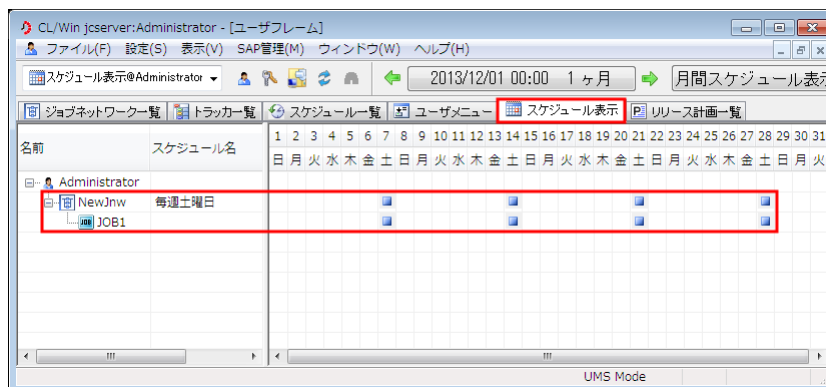 CL/Win jcserver:Administrator - [ユーザフレーム]
ファイル(F) 設定(S) 表示(V) SAP管理(M) ウィンドウ(W) ヘルプ(H)
スケジュール表示@Administrator 2013/12/01 00:00 1 ヶ月 月間スケジュール表示
ジョブネットワーク一覧 トラッカ一覧 スケジュール一覧 ユーザメニュー スケジュール表示 リリース計画一覧
名前 スケジュール名 1 2 3 4 5 6 7 8 9 10 11 12 13 14 15 16 17 18 19 20 21 22 23 24 25 26 27 28 29 30 31
日 月 火 水 木 金 土 日 月 火 水 木 金 土 日 月 火 水 木 金 土 日 月 火 水 木 金 土 日 月 火
Administrator
NewJnw 毎週土曜日
JOB JOB1
UMS Mode